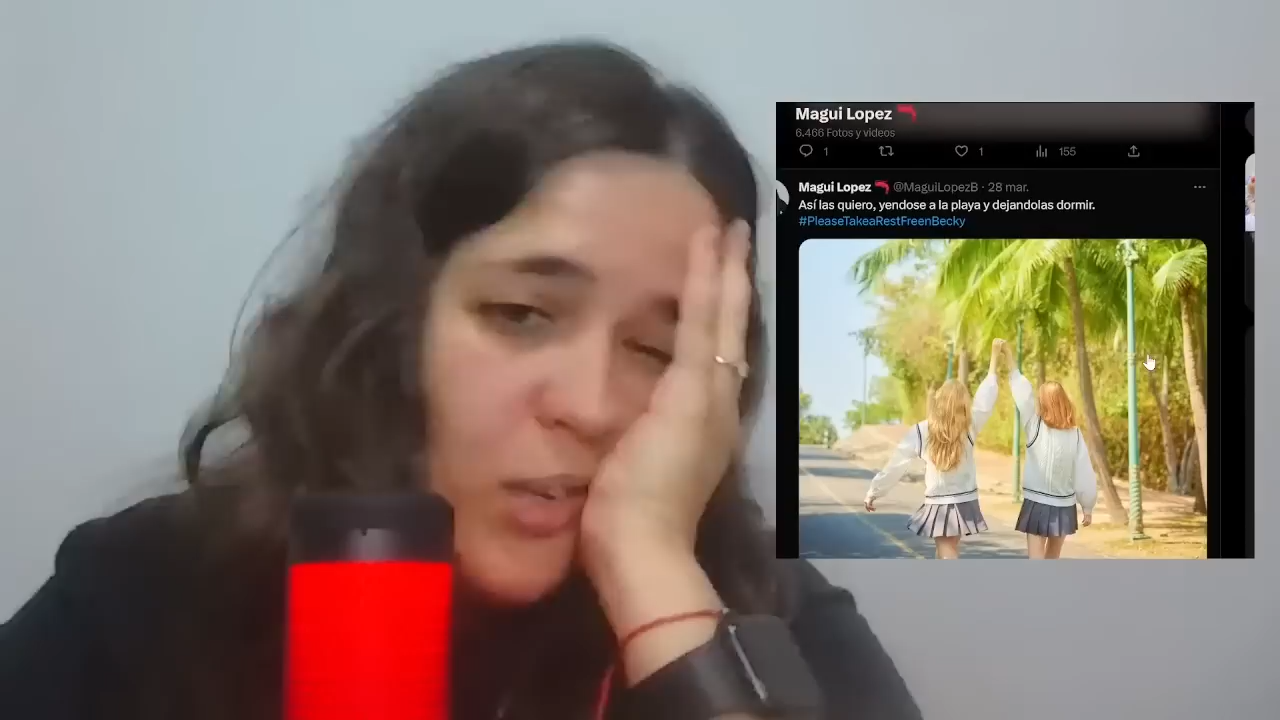 Magui Lopez
6.466 Fotos y videos
1
1
155
Magui Lopez @MaguiLopezB · 28 mar.
Así las quiero, yendose a la playa y dejandolas dormir.
#PleaseTakeaRestFreenBecky